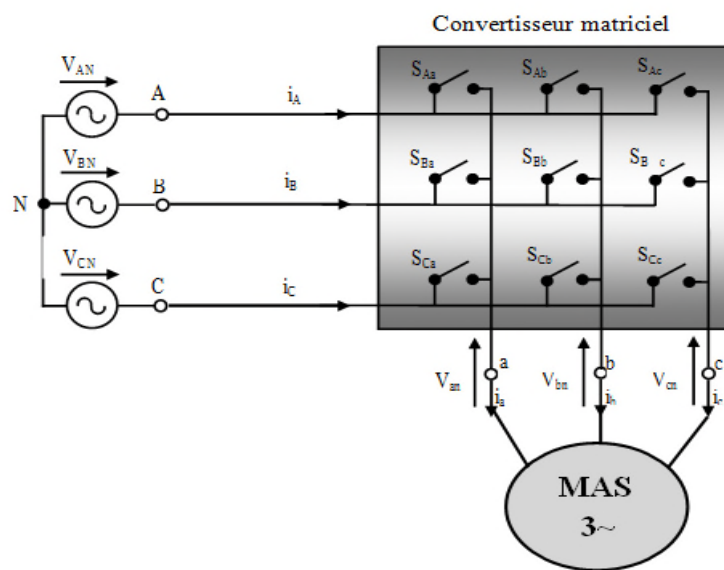 Convertisseur matriciel
V_AN
A
i_A
S_Aa
S_Ab
S_Ac
V_BN
N
B
i_B
S_Ba
S_Bb
S_B c
V_CN
C
i_C
S_Ca
S_Cb
S_Cc
V_an
a
i_a
V_bn
b
i_b
V_cn
c
i_c
MAS
3~